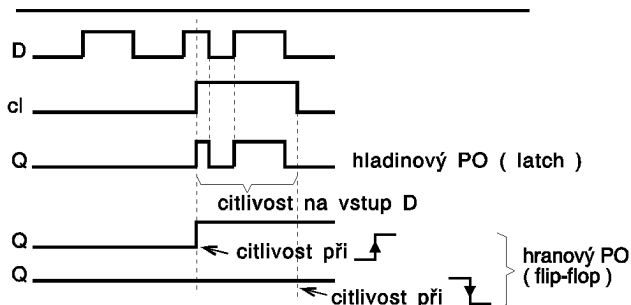 D
cl
Q hladinový PO ( latch )
citlivost na vstup D
Q citlivost při
hranový PO
( flip-flop )
Q citlivost při